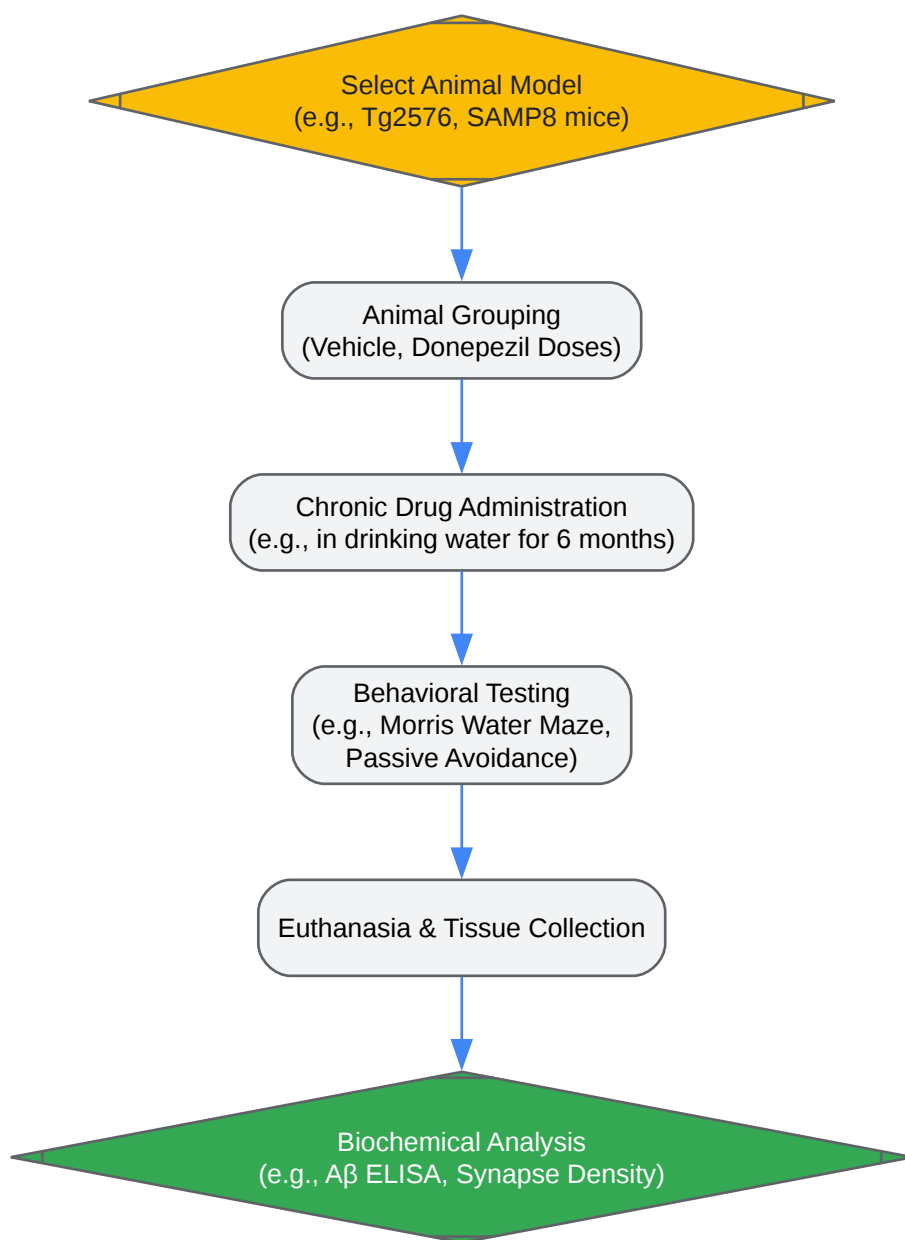 Select Animal Model
(e.g., Tg2576, SAMP8 mice)
Animal Grouping
(Vehicle, Donepezil Doses)
Chronic Drug Administration
(e.g., in drinking water for 6 months)
Behavioral Testing
(e.g., Morris Water Maze,
Passive Avoidance)
Euthanasia & Tissue Collection
Biochemical Analysis
(e.g., Aβ ELISA, Synapse Density)